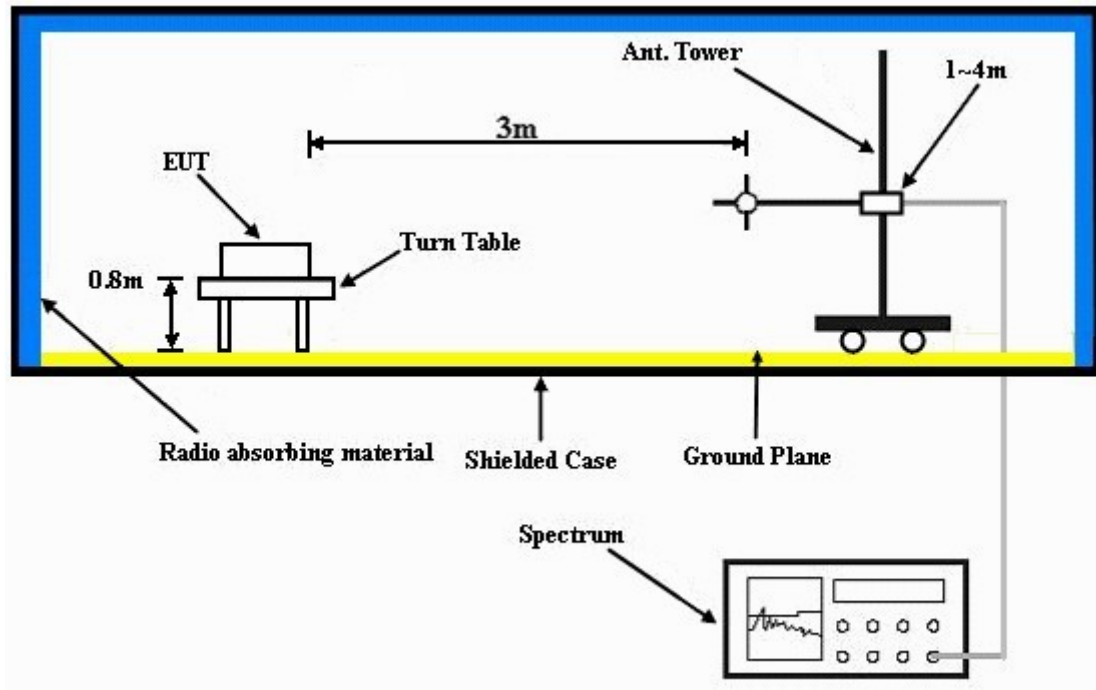 Ant. Tower
1~4m
3m
EUT
Turn Table
0.8m
Radio absorbing material
Shielded Case
Ground Plane
Spectrum